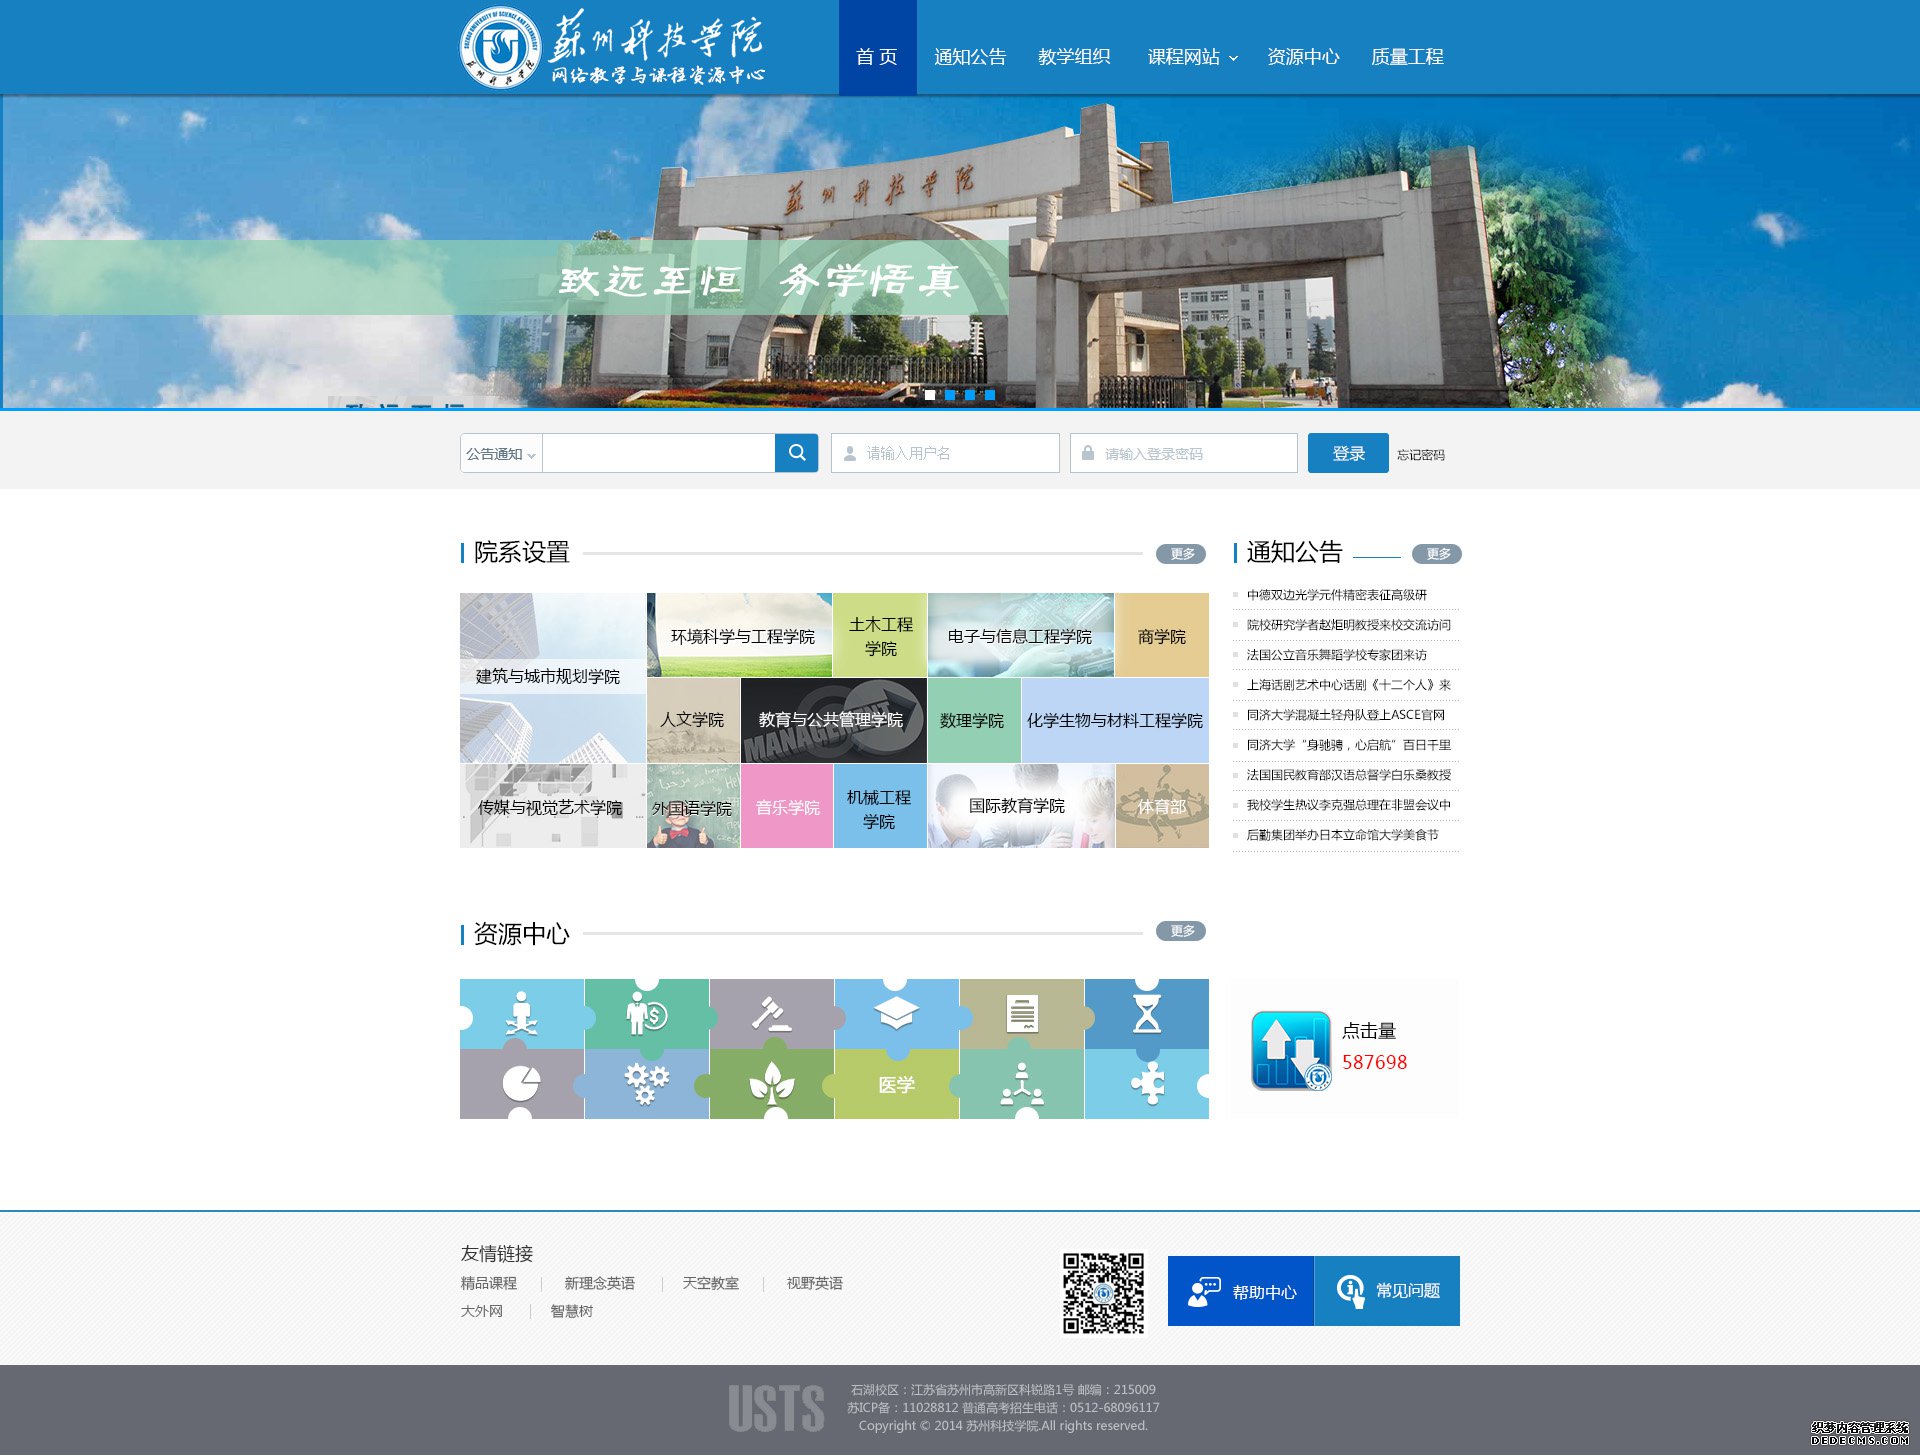 蘇州科技学院
网络教学与课程资源中心
首 页
通知公告
教学组织
课程网站
资源中心
质量工程
蘇州科技学院
致远至恒 务学悟真
公告通知
请输入用户名
请输入登录密码
登录
忘记密码
院系设置
更多
建筑与城市规划学院
环境科学与工程学院
土木工程
学院
电子与信息工程学院
商学院
人文学院
教育与公共管理学院
MANAGEMENT
数理学院
化学生物与材料工程学院
传媒与视觉艺术学院
外国语学院
音乐学院
机械工程
学院
国际教育学院
体育部
通知公告
更多
中德双边光学元件精密表征高级研
院校研究学者赵炬明教授来校交流访问
法国公立音乐舞蹈学校专家团来访
上海话剧艺术中心话剧《十二个人》来
同济大学混凝土轻舟队登上ASCE官网
同济大学“身驰骋，心启航”百日千里
法国国民教育部汉语总督学白乐桑教授
我校学生热议李克强总理在非盟会议中
后勤集团举办日本立命馆大学美食节
资源中心
更多
医学
点击量
587698
友情链接
精品课程
新理念英语
天空教室
视野英语
大外网
智慧树
帮助中心
常见问题
USTS
石湖校区：江苏省苏州市高新区科锐路1号 邮编：215009
苏ICP备：11028812 普通高考招生电话：0512-68096117
Copyright © 2014 苏州科技学院.All rights reserved.
织梦内容管理系统
DEDECMS.COM